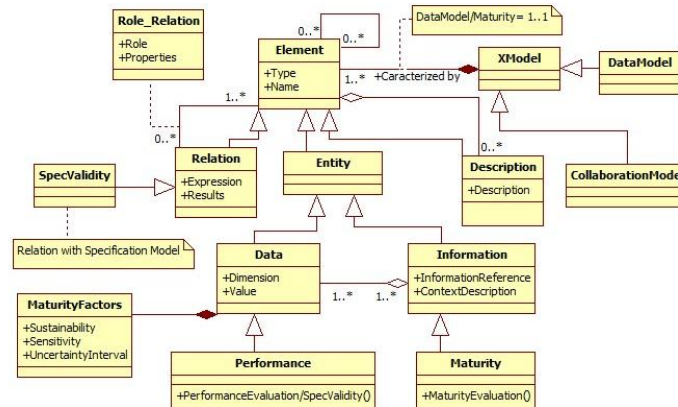 Role_Relation
+Role
+Properties
0..*
0..*
Element
+Type
+Name
DataModel/Maturity= 1..1
1..*
+Caracterized by
XModel
DataModel
1..*
0..*
0..*
SpecValidity
Relation
+Expression
+Results
Entity
Description
+Description
CollaborationMode
Relation with Specification Model
Data
+Dimension
+Value
1..*
1..*
Information
+InformationReference
+ContextDescription
MaturityFactors
+Sustainability
+Sensitivity
+UncertaintyInterval
Performance
+PerformanceEvaluation/SpecValidity()
Maturity
+MaturityEvaluation()